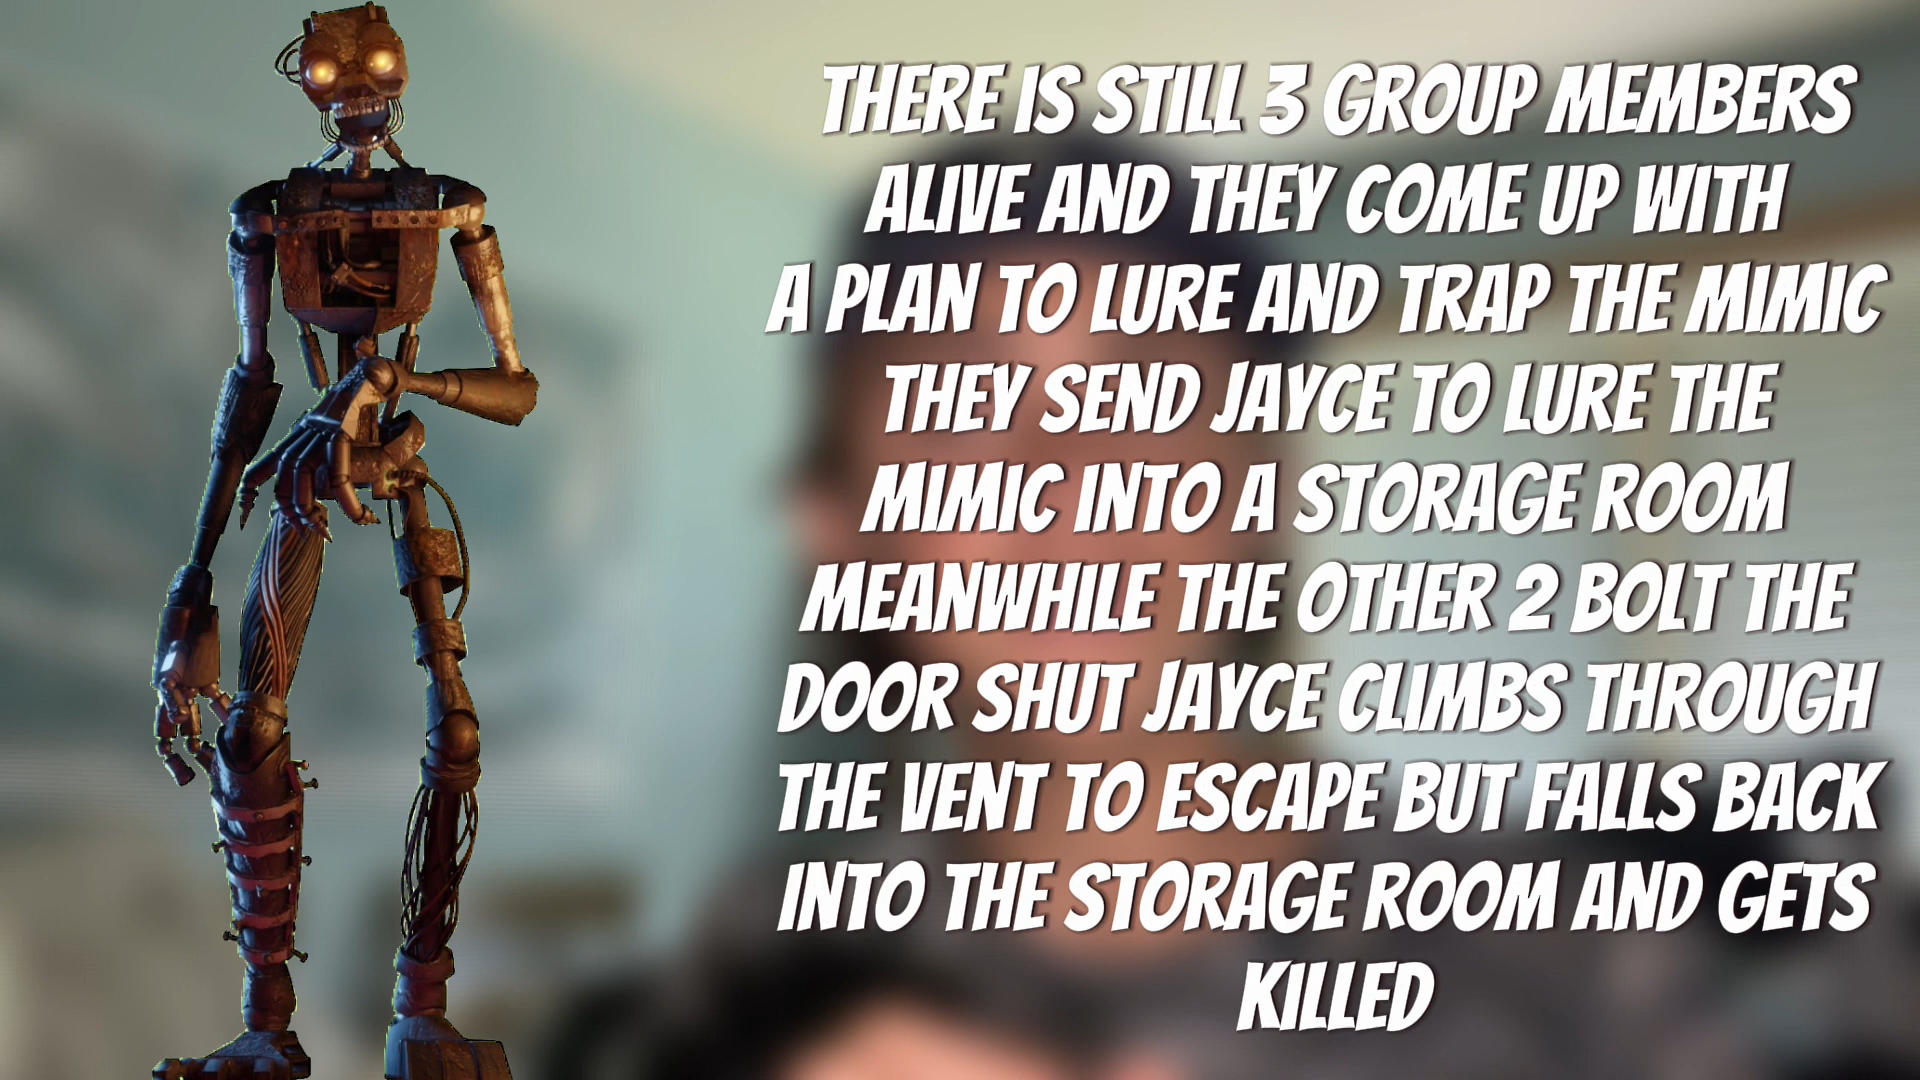 THERE IS STILL 3 GROUP MEMBERS
ALIVE AND THEY COME UP WITH
A PLAN TO LURE AND TRAP THE MIMIC
THEY SEND JAYCE TO LURE THE
MIMIC INTO A STORAGE ROOM
MEANWHILE THE OTHER 2 BOLT THE
DOOR SHUT JAYCE CLIMBS THROUGH
THE VENT TO ESCAPE BUT FALLS BACK
INTO THE STORAGE ROOM AND GETS
KILLED